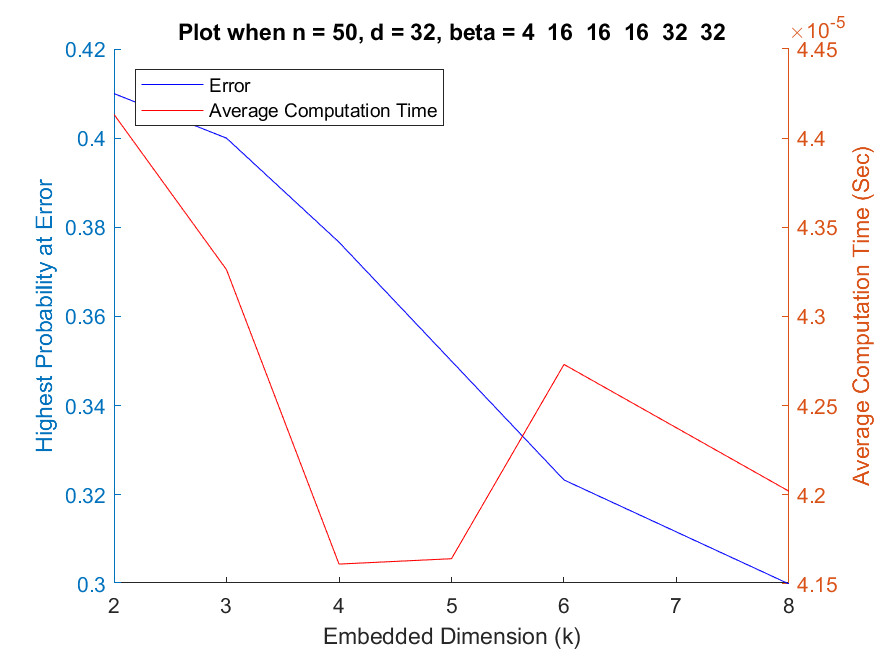 Plot when n = 50, d = 32, beta = 4  16  16  16  32  32
×10^-5
Error
Average Computation Time
Highest Probability at Error
0.42
0.4
0.38
0.36
0.34
0.32
0.3
4.45
4.4
4.35
4.3
4.25
4.2
4.15
Average Computation Time (Sec)
2 3 4 5 6 7 8
Embedded Dimension (k)